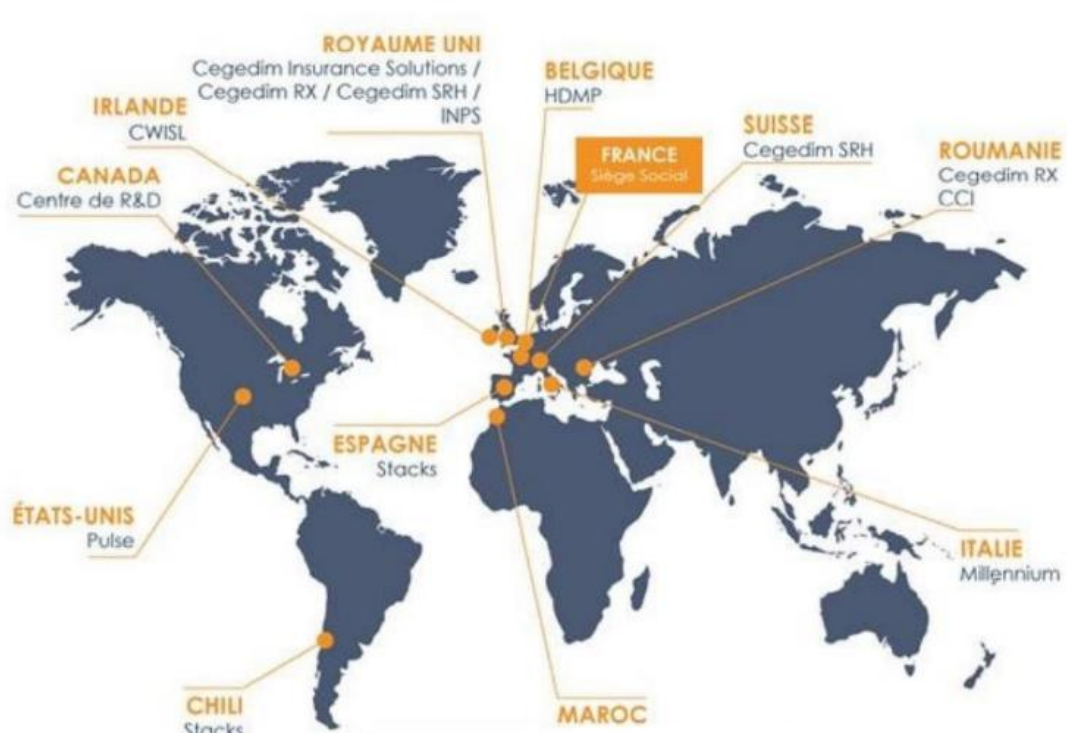 ROYAUME UNI
Cegedim Insurance Solutions /
Cegedim RX / Cegedim SRH /
INPS
BELGIQUE
HDMP
IRLANDE
CWISL
SUISSE
Cegedim SRH
FRANCE
Siège Social
ROUMANIE
Cegedim RX
CCI
CANADA
Centre de R&D
ESPAGNE
Stacks
ÉTATS-UNIS
Pulse
ITALIE
Millennium
CHILI
Stacks
MAROC